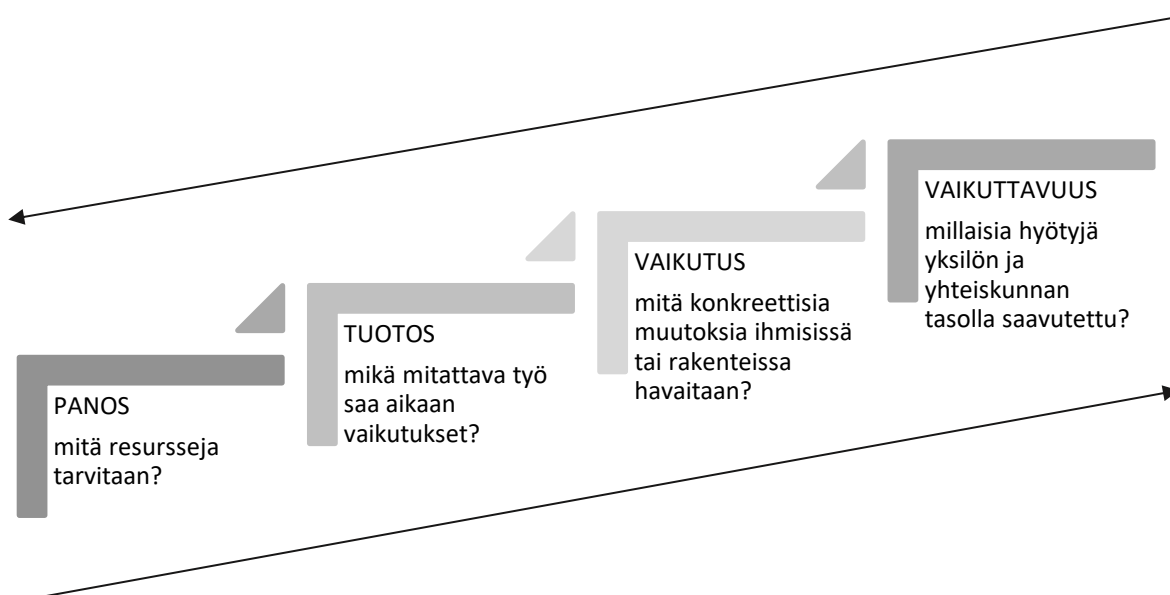 PANOS
mitä resursseja
tarvitaan?
TUOTOS
mikä mitattava työ
saa aikaan
vaikutukset?
VAIKUTUS
mitä konkreettisia
muutoksia ihmisissä
tai rakenteissa
havaitaan?
VAIKUTTAVUUS
millaisia hyötyjä
yksilön ja
yhteiskunnan
tasolla saavutettu?